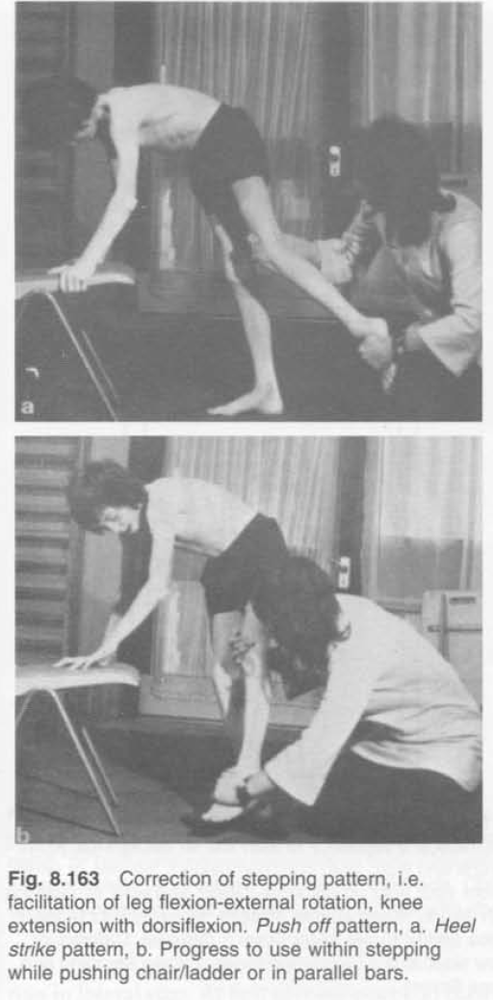 a
b
Fig. 8.163 Correction of stepping pattern, i.e.
facilitation of leg flexion-external rotation, knee
extension with dorsiflexion. Push off pattern, a. Heel
strike pattern, b. Progress to use within stepping
while pushing chair/ladder or in parallel bars.